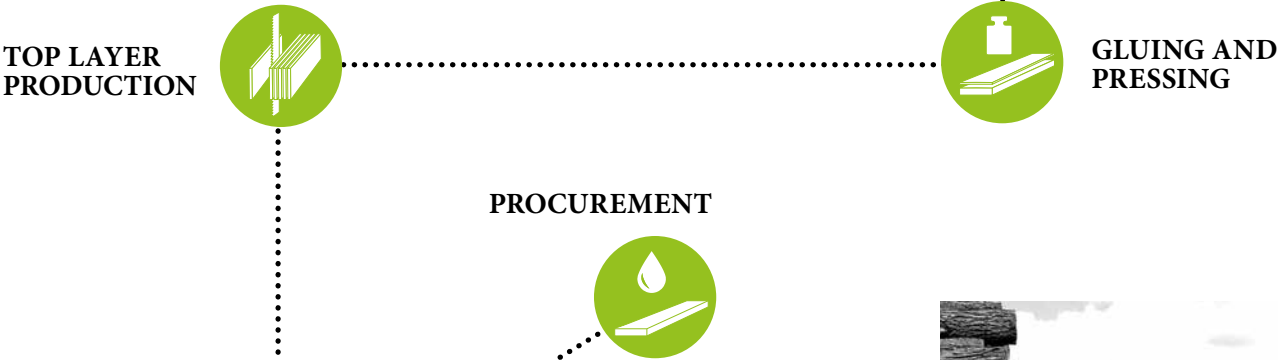 TOP LAYER
PRODUCTION
GLUING AND
PRESSING
PROCUREMENT